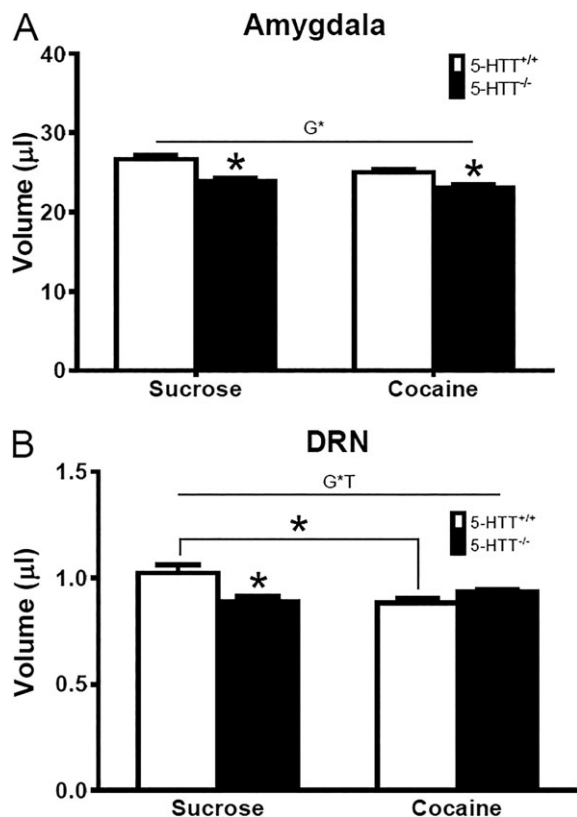 A
Amygdala
5-HTT+/+
5-HTT-/-
Volume (µl)
40
30
20
10
0
G*
*
*
Sucrose
Cocaine
B
DRN
5-HTT+/+
5-HTT-/-
Volume (µl)
1.5
1.0
0.5
0.0
G*T
*
*
Sucrose
Cocaine